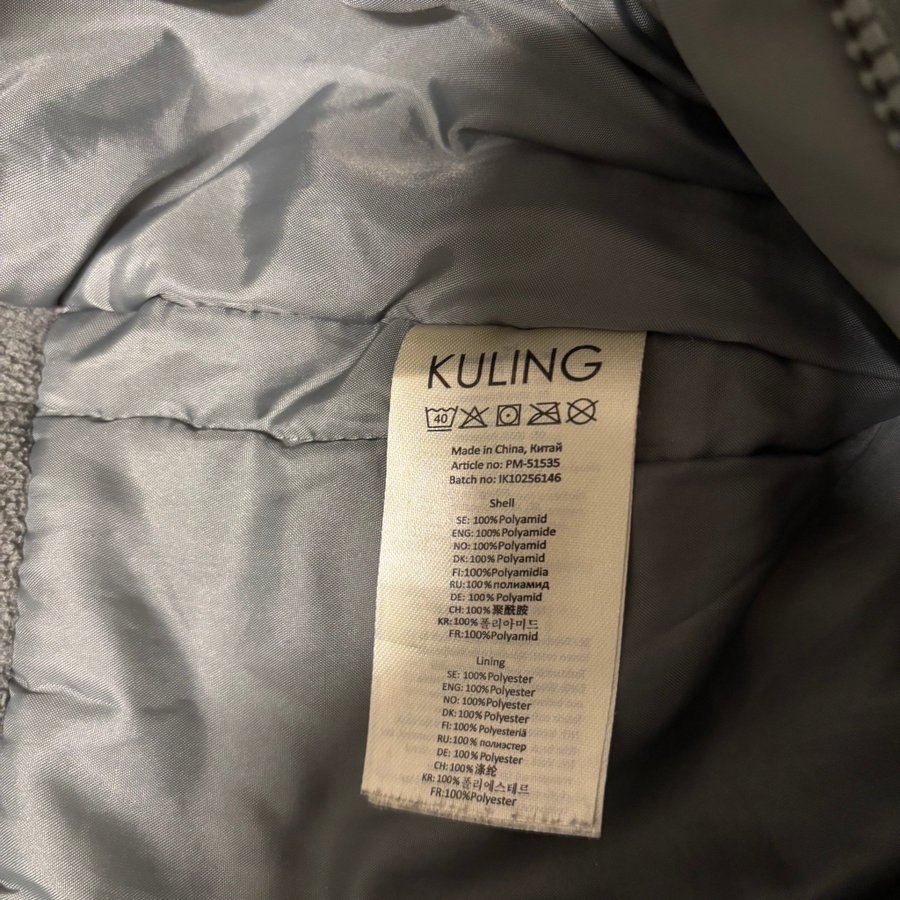 KULING
40
Made in China, Китай
Article no: PM-51535
Batch no: IK10256146
Shell
SE: 100%Polyamid
ENG: 100%Polyamide
NO: 100%Polyamid
DK: 100%Polyamid
FI:100%Polyamidia
RU:100% полиамид
DE: 100%Polyamid
CH: 100%聚酰胺
KR: 100%폴리아미드
FR:100%Polyamid
Lining
SE: 100%Polyester
ENG: 100%Polyester
NO: 100%Polyester
DK: 100%Polyester
FI: 100%Polyesteriä
RU:100% полиэстер
DE: 100%Polyester
CH: 100%涤纶
KR: 100%폴리에스테르
FR:100%Polyester